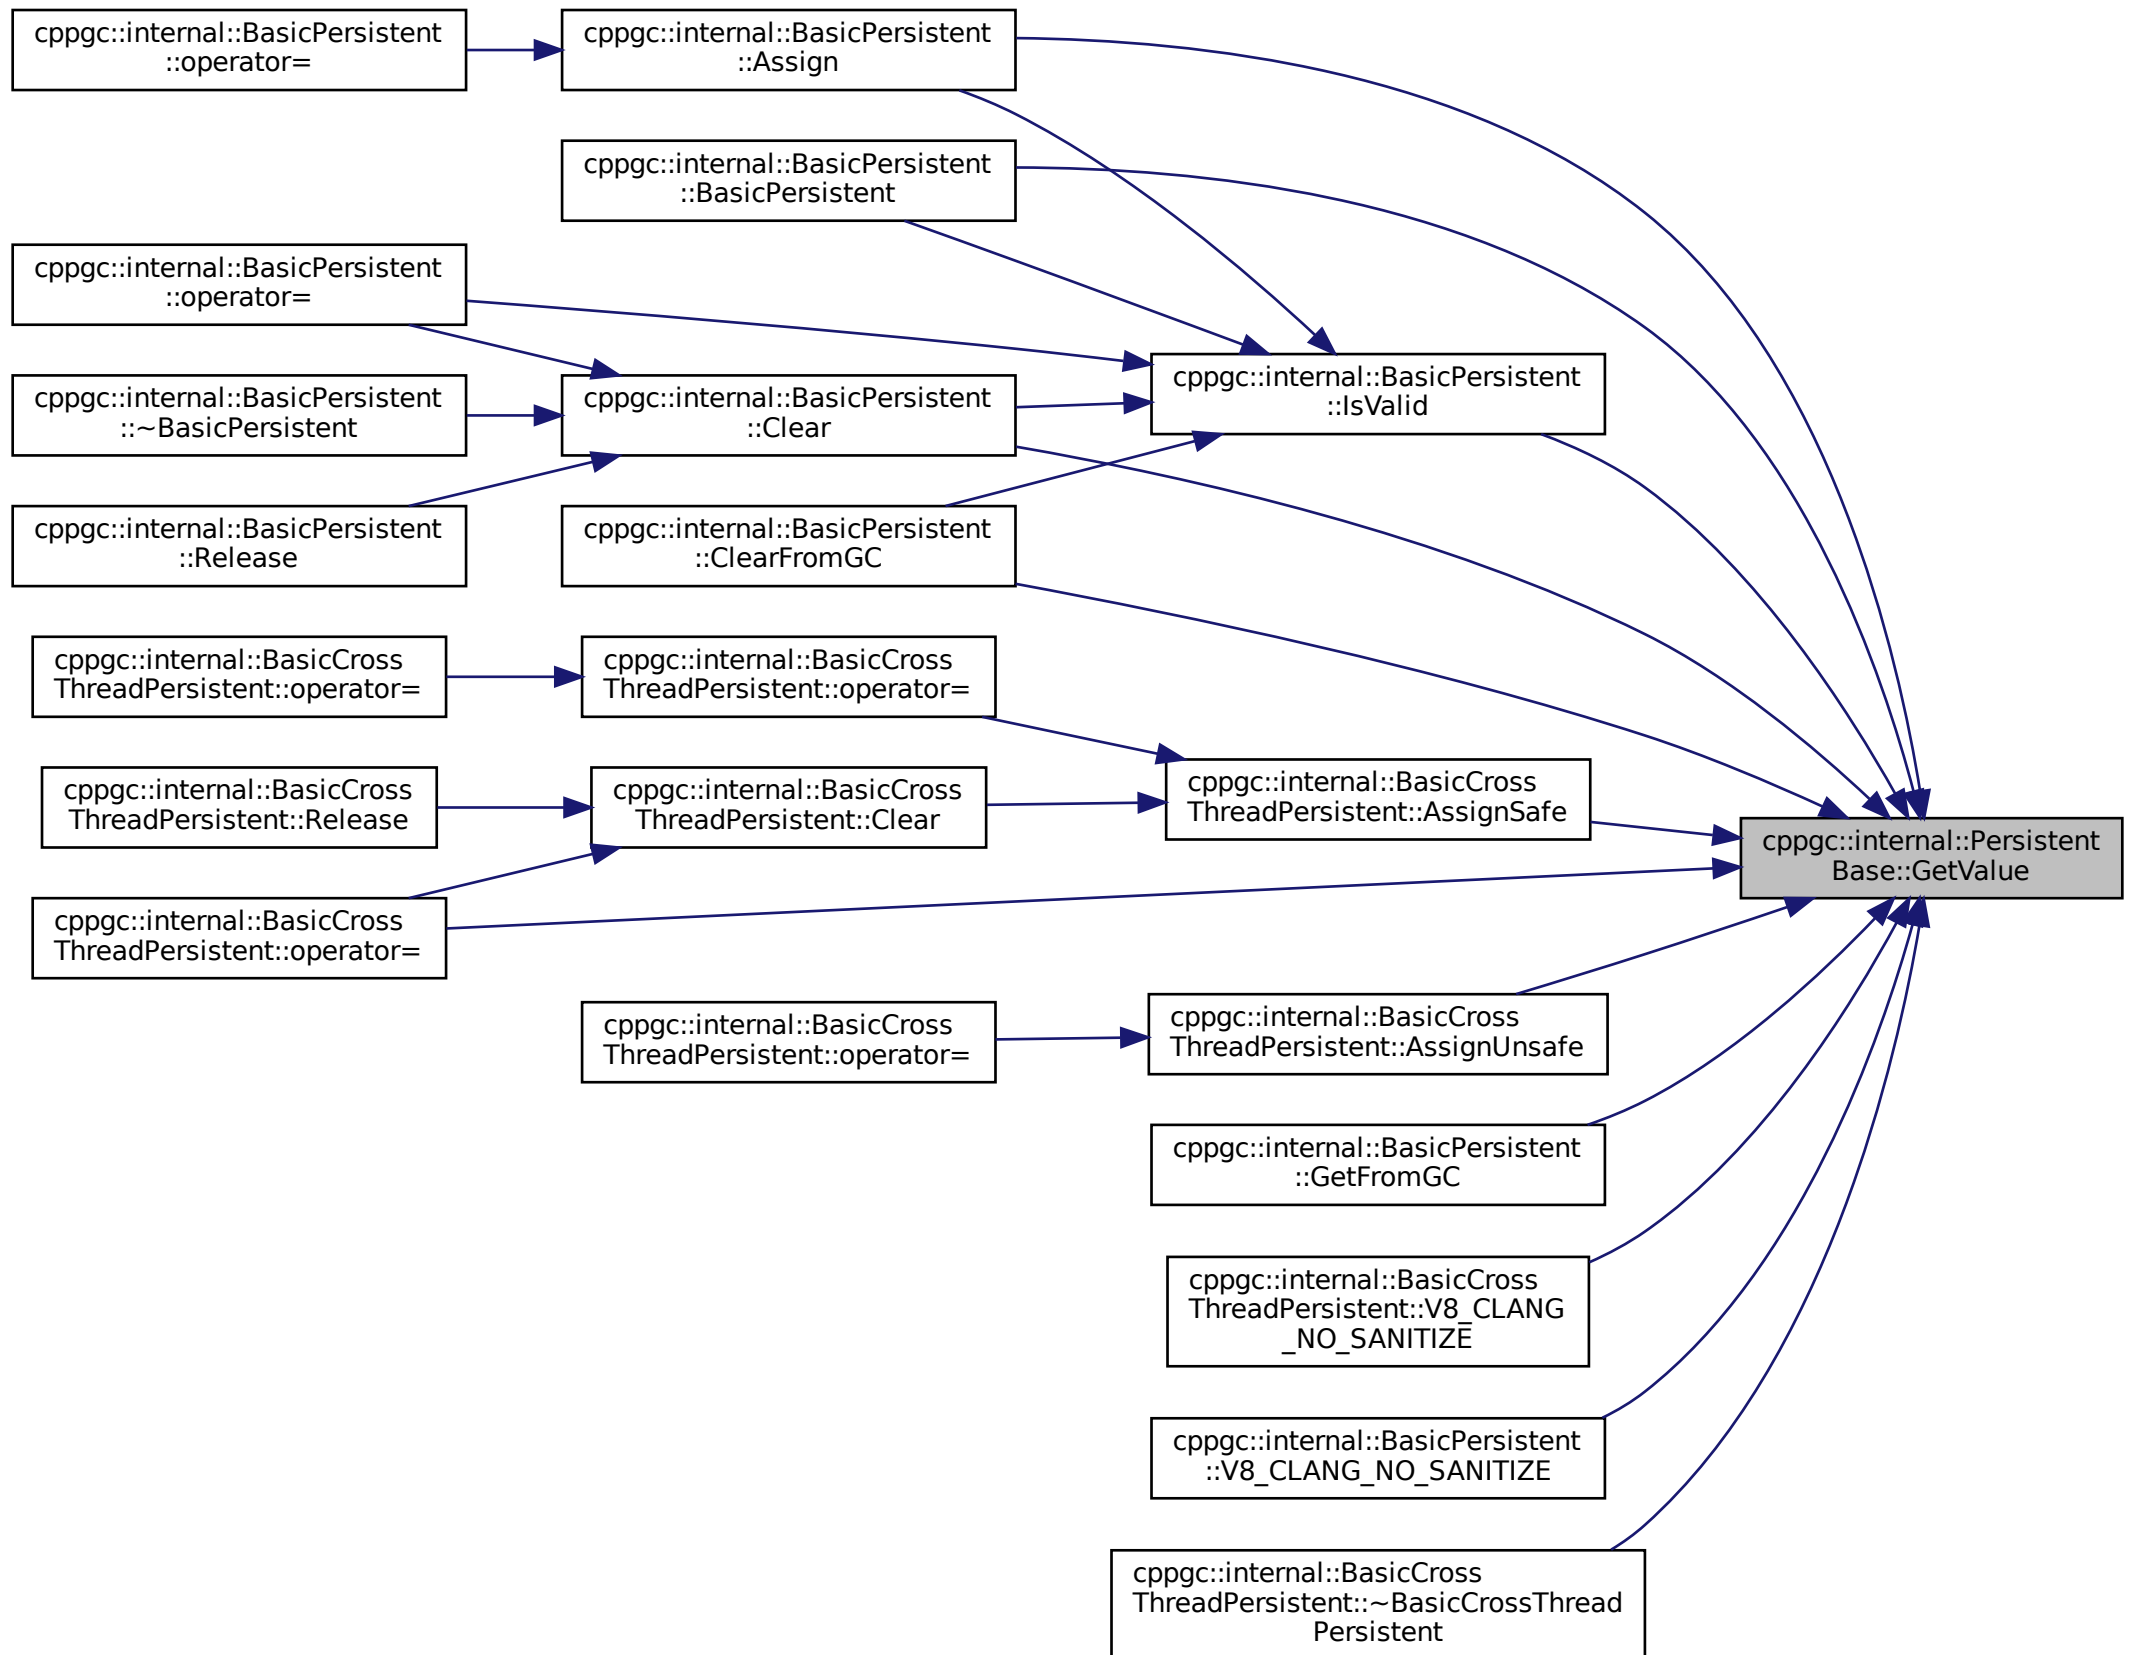 cppgc::internal::BasicPersistent
::operator=
cppgc::internal::BasicPersistent
::Assign
cppgc::internal::BasicPersistent
::BasicPersistent
cppgc::internal::BasicPersistent
::operator=
cppgc::internal::BasicPersistent
::IsValid
cppgc::internal::BasicPersistent
::~BasicPersistent
cppgc::internal::BasicPersistent
::Clear
cppgc::internal::BasicPersistent
::Release
cppgc::internal::BasicPersistent
::ClearFromGC
cppgc::internal::BasicCross
ThreadPersistent::operator=
cppgc::internal::BasicCross
ThreadPersistent::operator=
cppgc::internal::BasicCross
ThreadPersistent::Release
cppgc::internal::BasicCross
ThreadPersistent::Clear
cppgc::internal::BasicCross
ThreadPersistent::AssignSafe
cppgc::internal::Persistent
Base::GetValue
cppgc::internal::BasicCross
ThreadPersistent::operator=
cppgc::internal::BasicCross
ThreadPersistent::operator=
cppgc::internal::BasicCross
ThreadPersistent::AssignUnsafe
cppgc::internal::BasicPersistent
::GetFromGC
cppgc::internal::BasicCross
ThreadPersistent::V8_CLANG
_NO_SANITIZE
cppgc::internal::BasicPersistent
::V8_CLANG_NO_SANITIZE
cppgc::internal::BasicCross
ThreadPersistent::~BasicCrossThread
Persistent